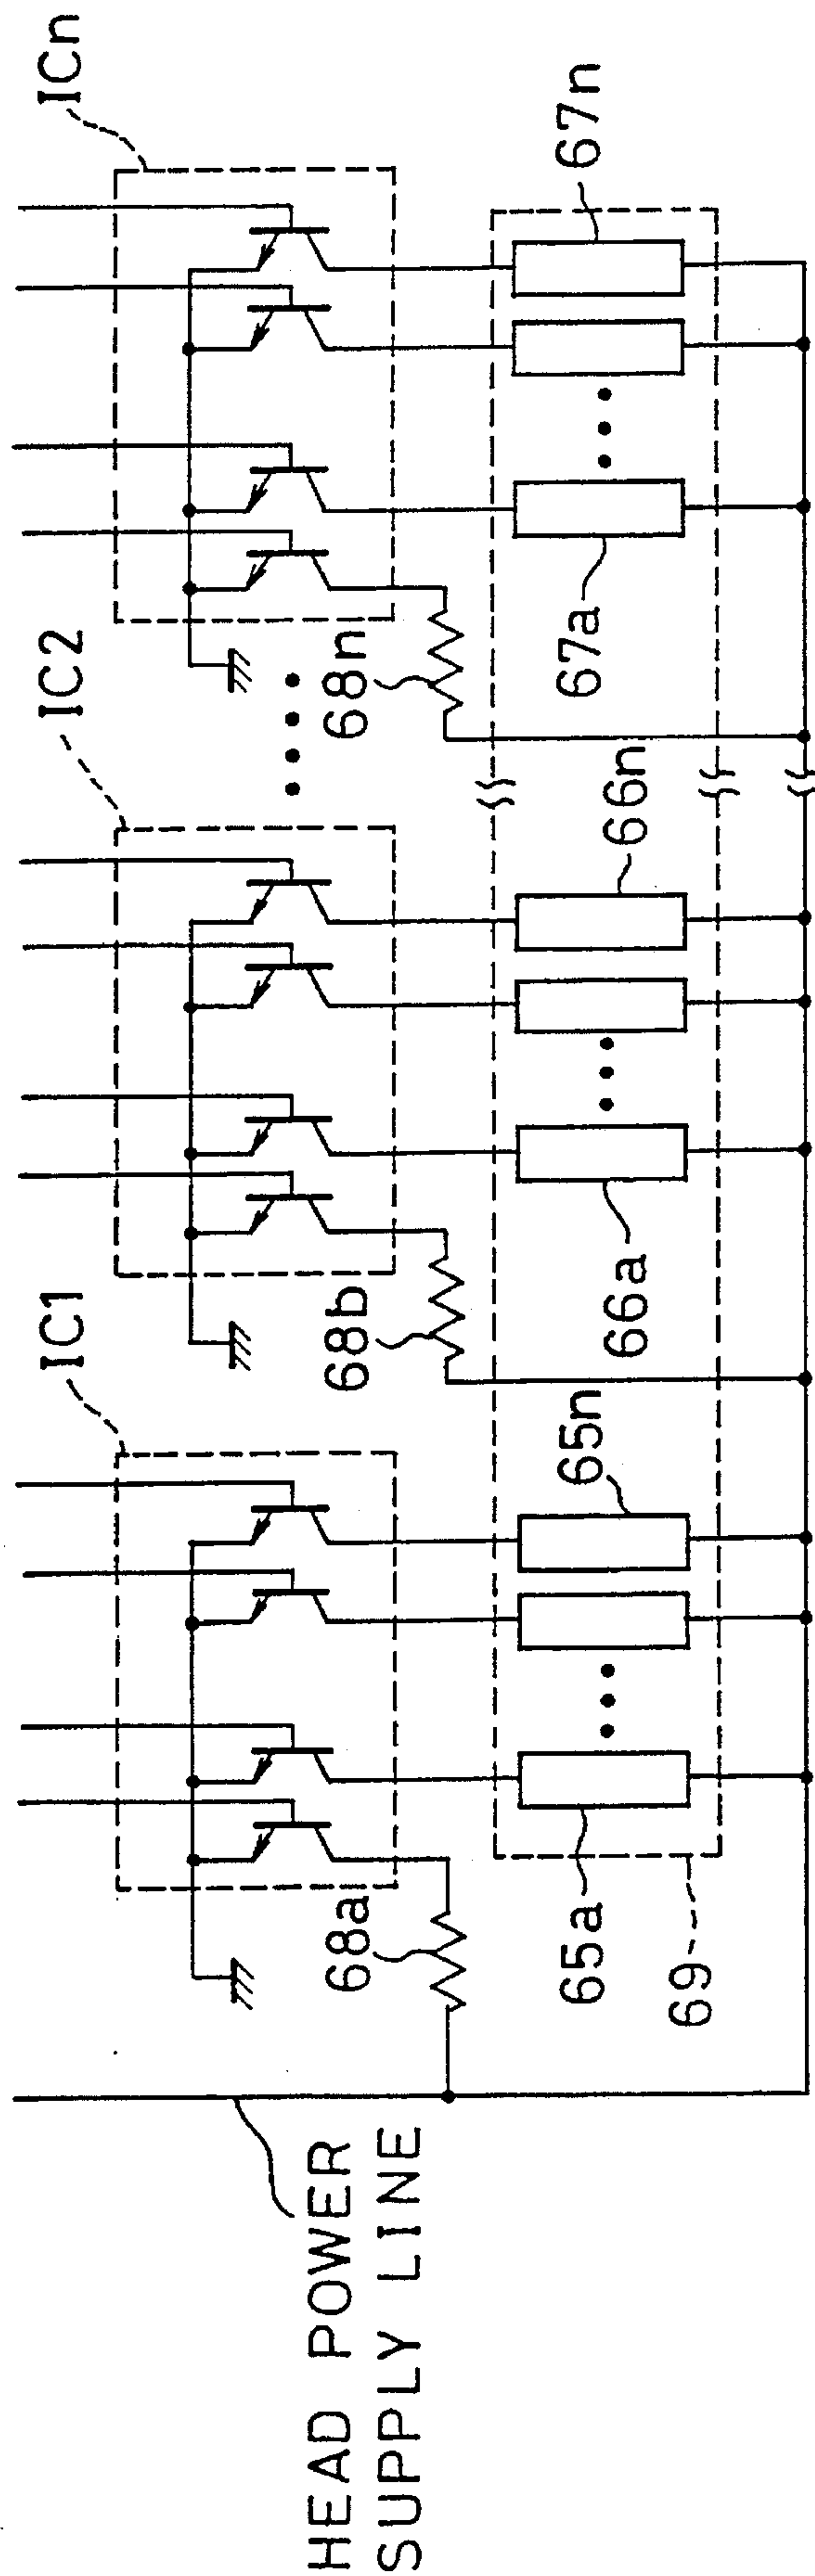 IC1
IC2
ICn
68a
68b
68n
65a
65n
66a
66n
67a
67n
69
HEAD POWER
SUPPLY LINE